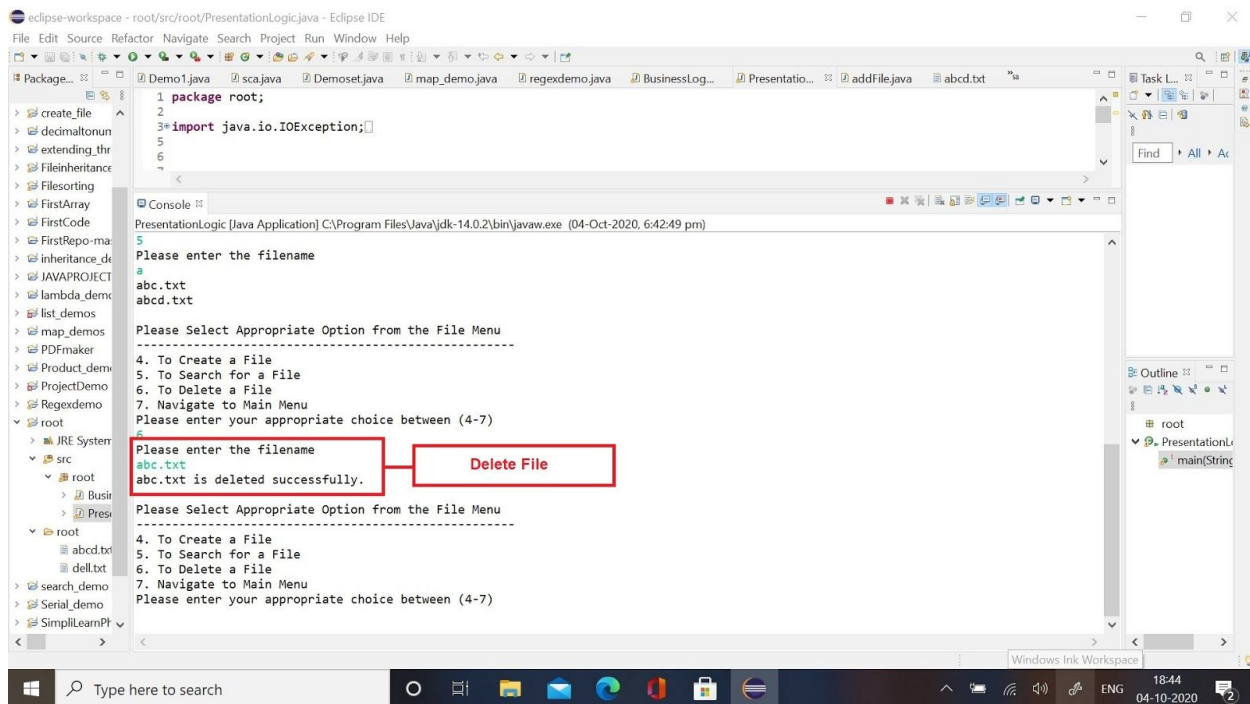 eclipse-workspace - root/src/root/PresentationLogic.java - Eclipse IDE
File Edit Source Refactor Navigate Search Project Run Window Help
Package...
Demo1.java sca.java Demoset.java map_demo.java regexdemo.java BusinessLog... Presentatio... addFile.java abcd.txt
Task L...
create_file
decimaltonum
extending_thr
Fileinheritance
Filesorting
FirstArray
FirstCode
FirstRepo-ma
inheritance_de
JAVAPROJECT
lambda_demo
list_demos
map_demos
PDFmaker
Product_demo
ProjectDemo
Regexdemo
root
JRE System
src
root
Busir
Prese
root
abcd.txt
dell.txt
search_demo
Serial_demo
SimpliLearnPh
1 package root;
2
3 import java.io.IOException;
5
6
7
Console
PresentationLogic [Java Application] C:\Program Files\Java\jdk-14.0.2\bin\javaw.exe (04-Oct-2020, 6:42:49 pm)
5
Please enter the filename
a
abc.txt
abcd.txt
Please Select Appropriate Option from the File Menu
----------------------------------------------------
4. To Create a File
5. To Search for a File
6. To Delete a File
7. Navigate to Main Menu
Please enter your appropriate choice between (4-7)
6
Please enter the filename
abc.txt
abc.txt is deleted successfully.
Delete File
Please Select Appropriate Option from the File Menu
----------------------------------------------------
4. To Create a File
5. To Search for a File
6. To Delete a File
7. Navigate to Main Menu
Please enter your appropriate choice between (4-7)
Find All Ac
Outline
root
PresentationLo
main(String
Windows Ink Workspace
Type here to search
ENG
18:44
04-10-2020
2